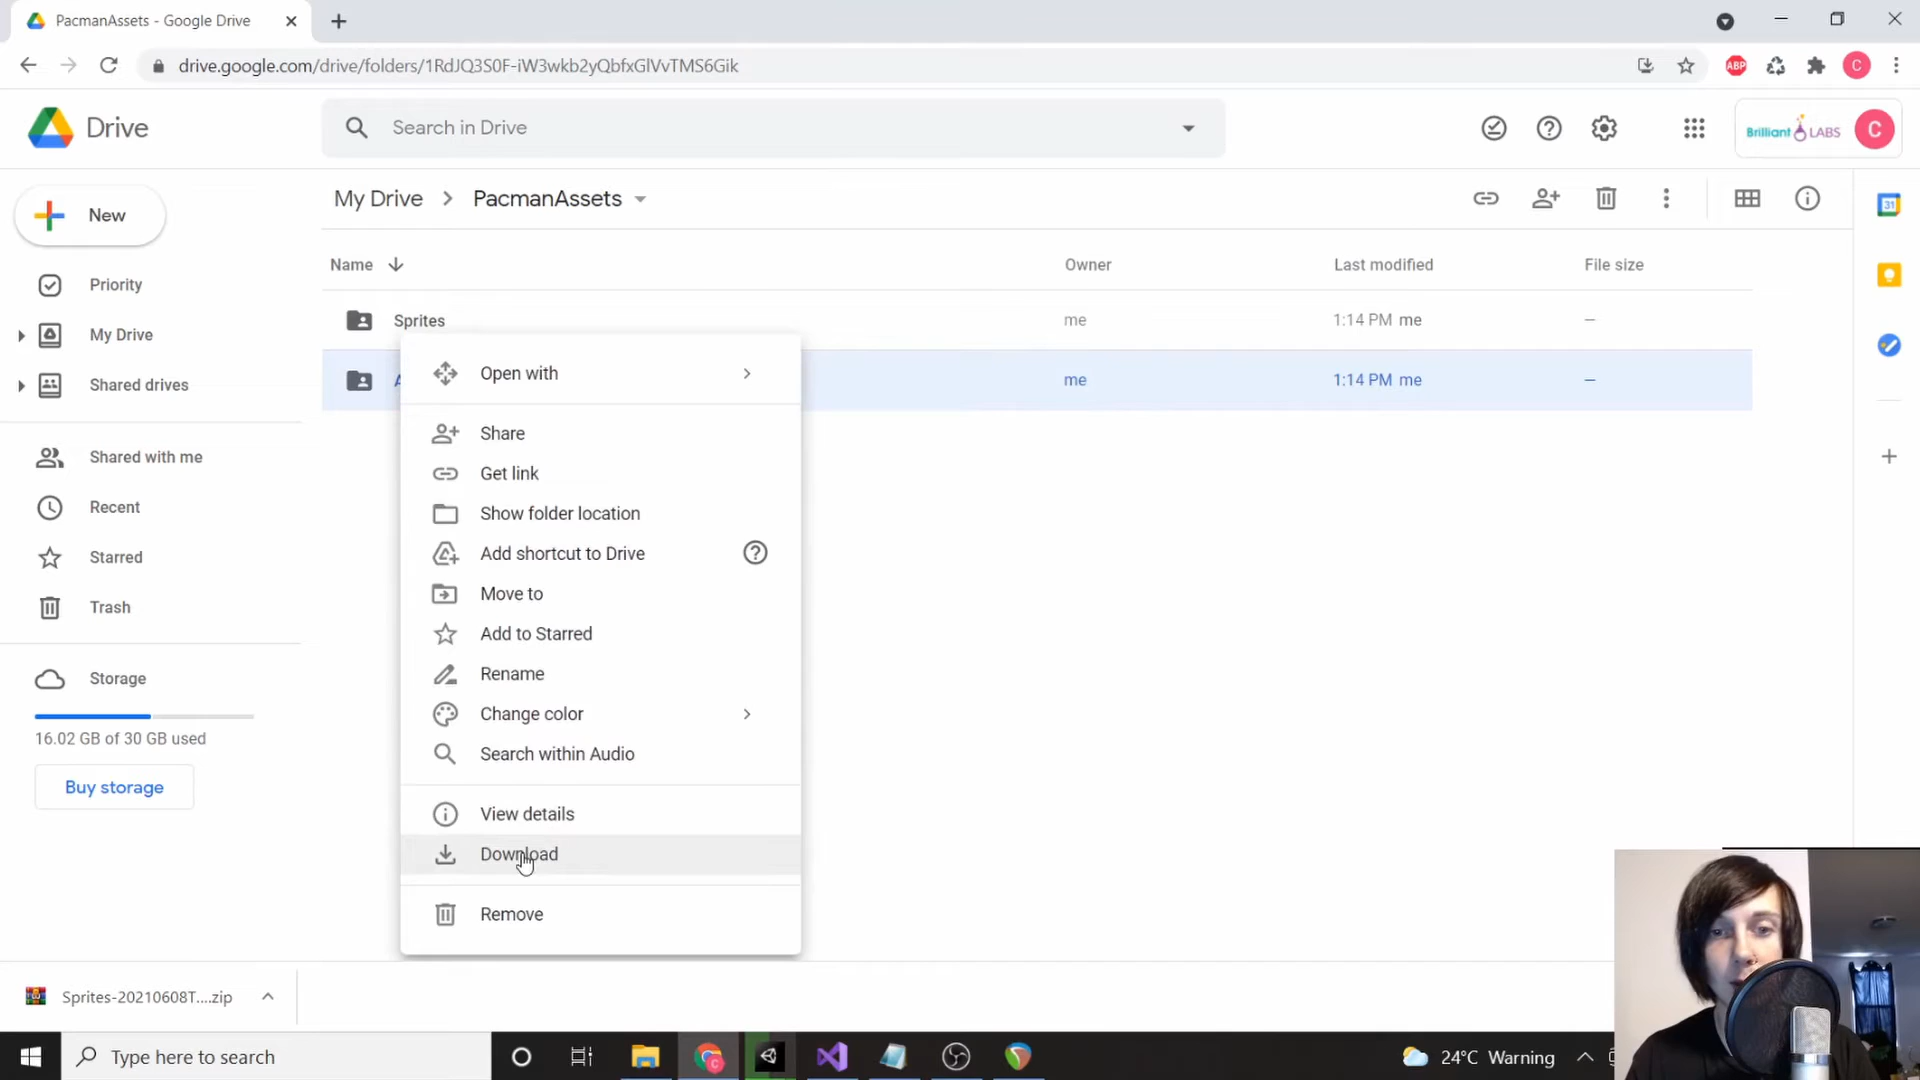 PacmanAssets - Google Drive
drive.google.com/drive/folders/1RdJQ3S0F-iW3wkb2yQbfxGlVvTMS6Gik
ABP
C
Drive
Search in Drive
Brilliant LABS
C
New
My Drive
PacmanAssets
31
Name
Owner
Last modified
File size
Priority
My Drive
Shared drives
Shared with me
Recent
Starred
Trash
Storage
16.02 GB of 30 GB used
Buy storage
Sprites
me
1:14 PM me
–
A
me
1:14 PM me
–
Open with
Share
Get link
Show folder location
Add shortcut to Drive
Move to
Add to Starred
Rename
Change color
Search within Audio
View details
Download
Remove
Sprites-20210608T....zip
Type here to search
24°C Warning